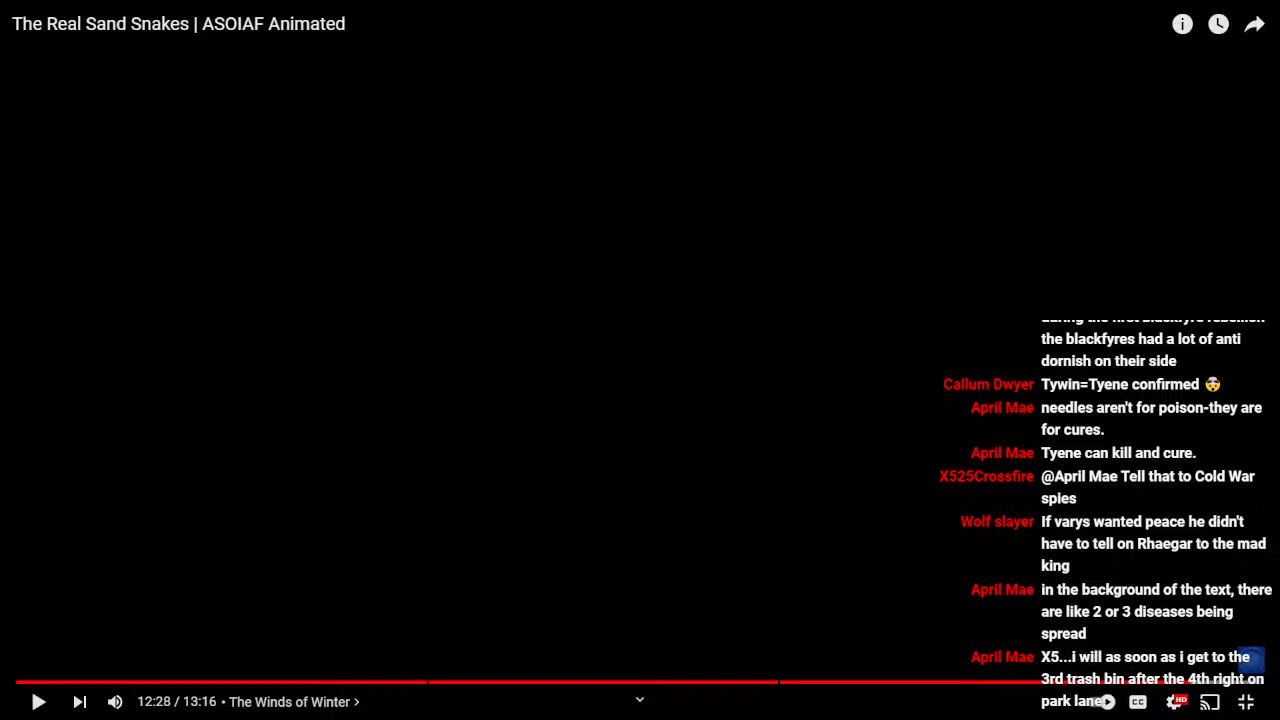 The Real Sand Snakes | ASOIAF Animated
the blackfyres had a lot of anti
dornish on their side
Callum Dwyer Tywin=Tyene confirmed 🤯
April Mae needles aren't for poison-they are
for cures.
April Mae Tyene can kill and cure.
X525Crossfire @April Mae Tell that to Cold War
spies
Wolf slayer If varys wanted peace he didn't
have to tell on Rhaegar to the mad
king
April Mae in the background of the text, there
are like 2 or 3 diseases being
spread
April Mae X5...i will as soon as i get to the
3rd trash bin after the 4th right on
park lane
12:28 / 13:16 • The Winds of Winter >
CC
HD